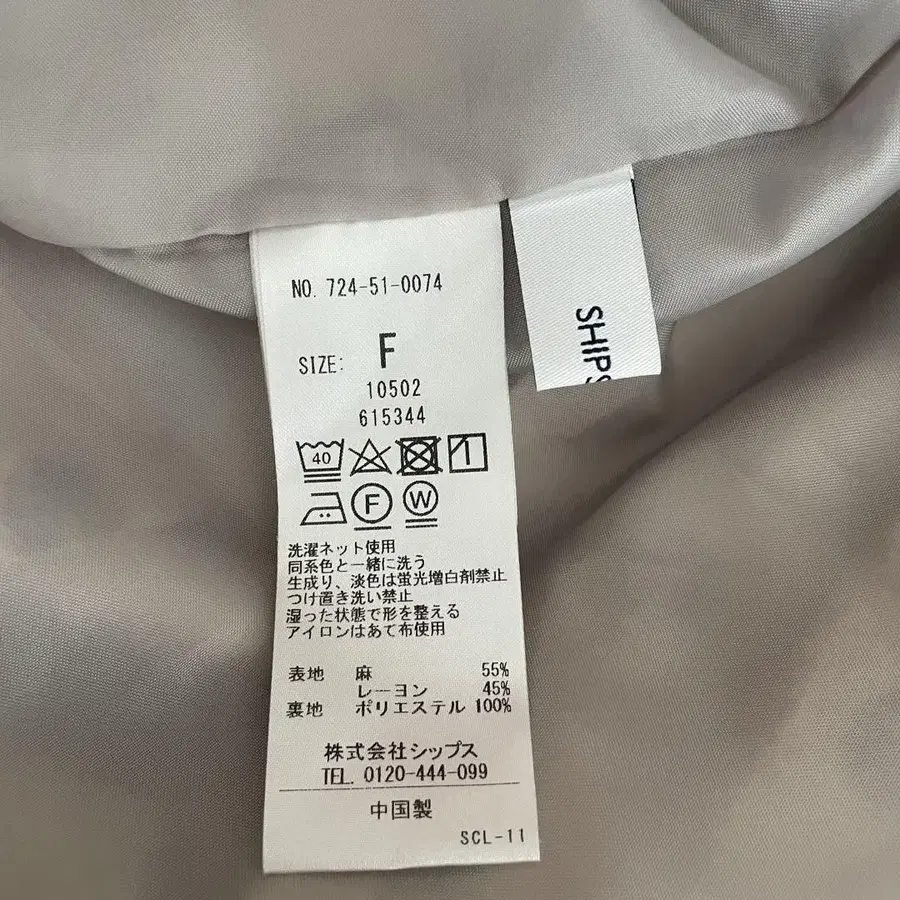 NO. 724-51-0074
SIZE: F
10502
615344
40
F W
洗濯ネット使用
同系色と一緒に洗う
生成り、淡色は蛍光増白剤禁止
つけ置き洗い禁止
湿った状態で形を整える
アイロンはあて布使用
表地 麻 55%
レーヨン 45%
裏地 ポリエステル 100%
株式会社シップス
TEL. 0120-444-099
中国製
SCL-11
SHIPS